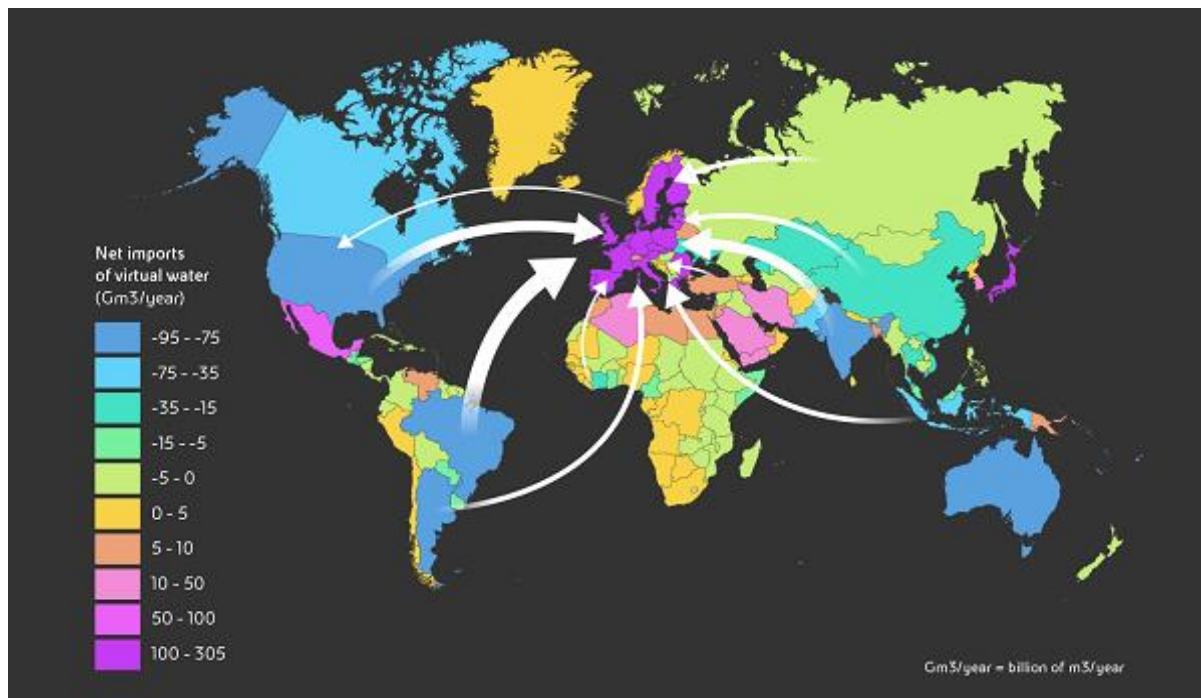 Net imports
of virtual water
(Gm3/year)
-95 - -75
-75 - -35
-35 - -15
-15 - -5
-5 - 0
0 - 5
5 - 10
10 - 50
50 - 100
100 - 305
Gm3/year = billion of m3/year